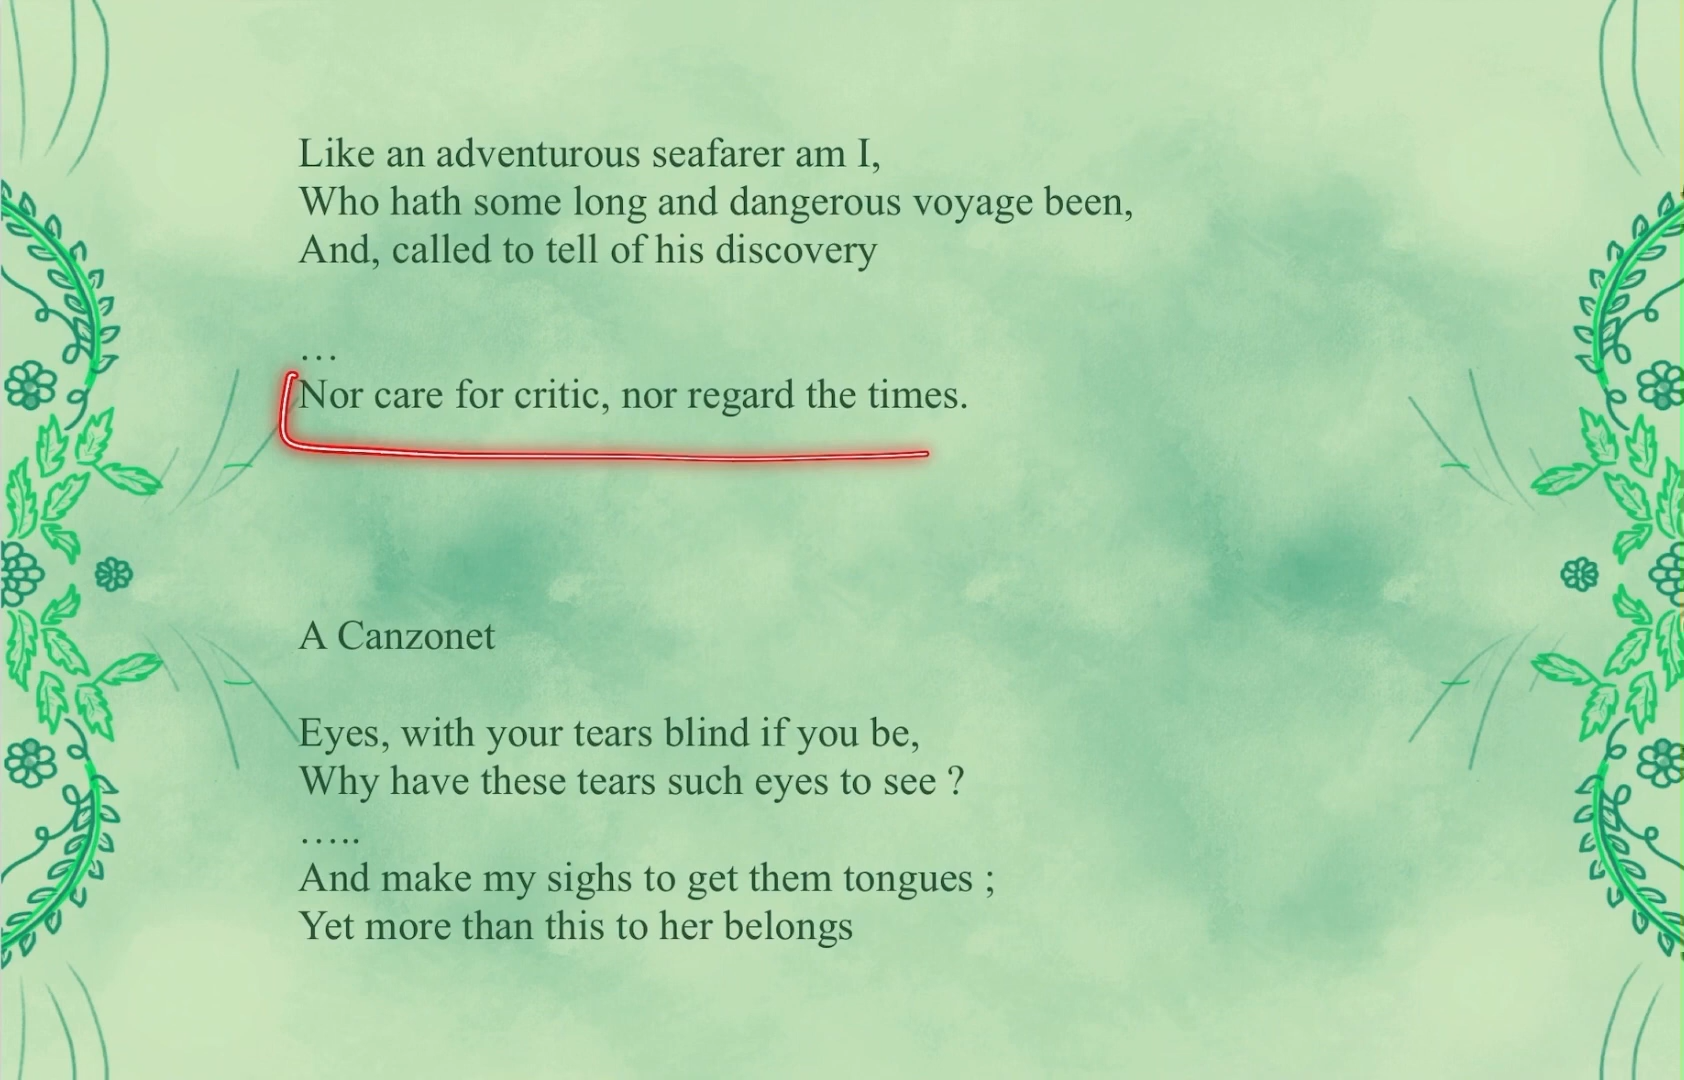 Like an adventurous seafarer am I,
Who hath some long and dangerous voyage been,
And, called to tell of his discovery
…
Nor care for critic, nor regard the times.
A Canzonet
Eyes, with your tears blind if you be,
Why have these tears such eyes to see ?
…..
And make my sighs to get them tongues ;
Yet more than this to her belongs